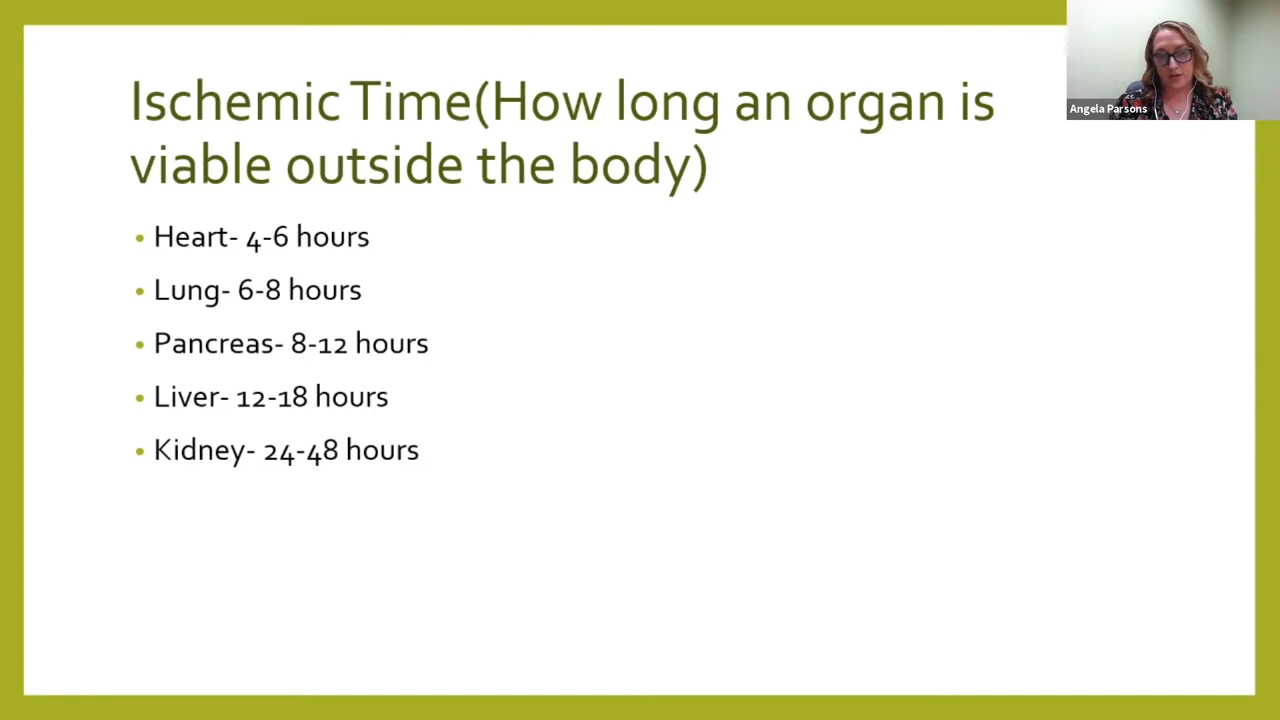 Ischemic Time(How long an organ is
viable outside the body)
Angela Parsons
• Heart- 4-6 hours
• Lung- 6-8 hours
• Pancreas- 8-12 hours
• Liver- 12-18 hours
• Kidney- 24-48 hours